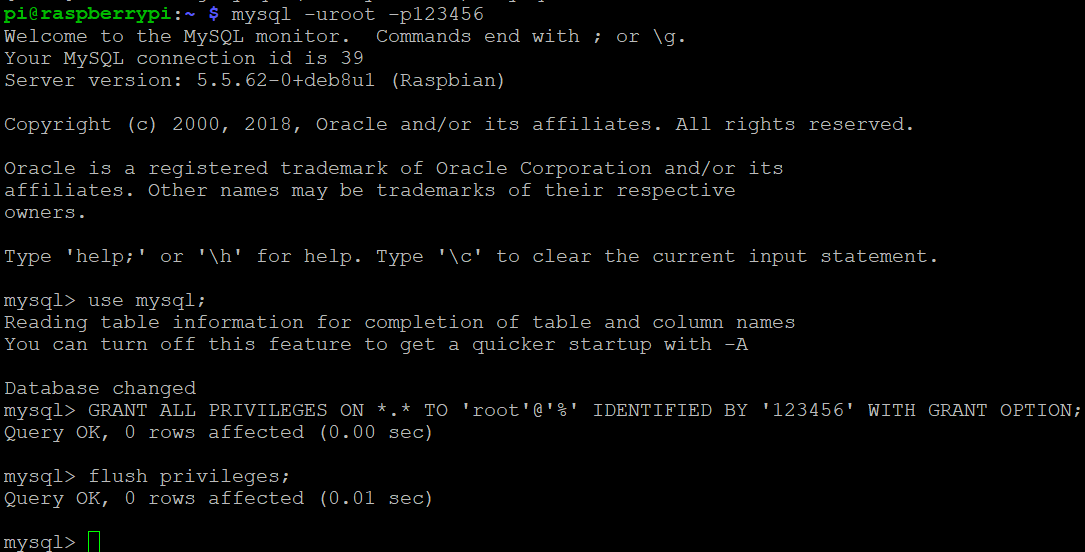 pi@raspberrypi:~ $ mysql -uroot -p123456
Welcome to the MySQL monitor.  Commands end with ; or \g.
Your MySQL connection id is 39
Server version: 5.5.62-0+deb8u1 (Raspbian)
Copyright (c) 2000, 2018, Oracle and/or its affiliates. All rights reserved.
Oracle is a registered trademark of Oracle Corporation and/or its
affiliates. Other names may be trademarks of their respective
owners.
Type 'help;' or '\h' for help. Type '\c' to clear the current input statement.
mysql> use mysql;
Reading table information for completion of table and column names
You can turn off this feature to get a quicker startup with -A
Database changed
mysql> GRANT ALL PRIVILEGES ON *.* TO 'root'@'%' IDENTIFIED BY '123456' WITH GRANT OPTION;
Query OK, 0 rows affected (0.00 sec)
mysql> flush privileges;
Query OK, 0 rows affected (0.01 sec)
mysql>